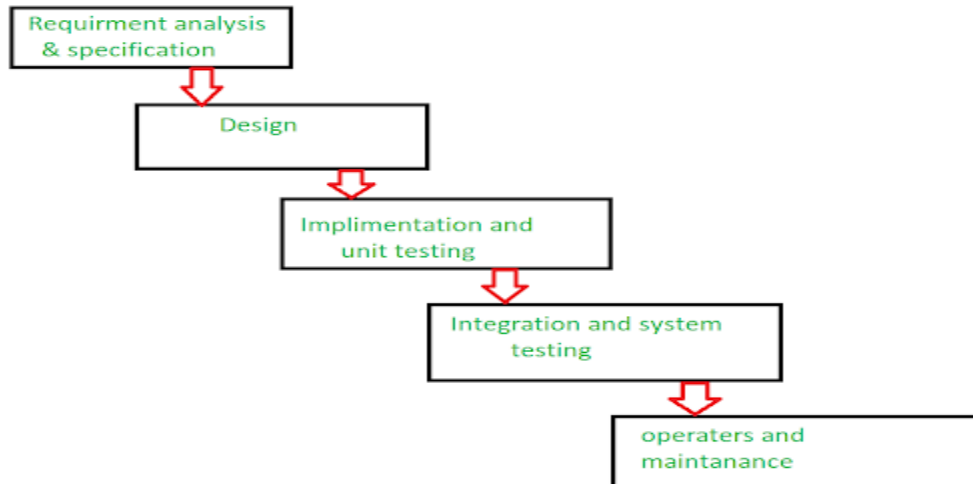 Requirment analysis
& specification
Design
Implimentation and
unit testing
Integration and system
testing
operaters and
maintanance